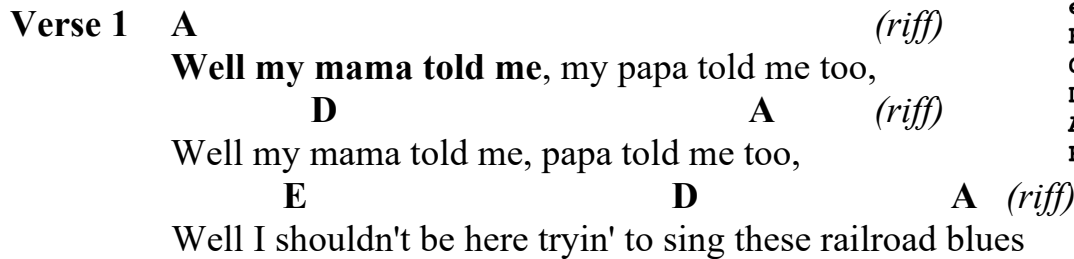 Verse 1 A (riff)
Well my mama told me, my papa told me too,
D A (riff)
Well my mama told me, papa told me too,
E D A (riff)
Well I shouldn't be here tryin' to sing these railroad blues